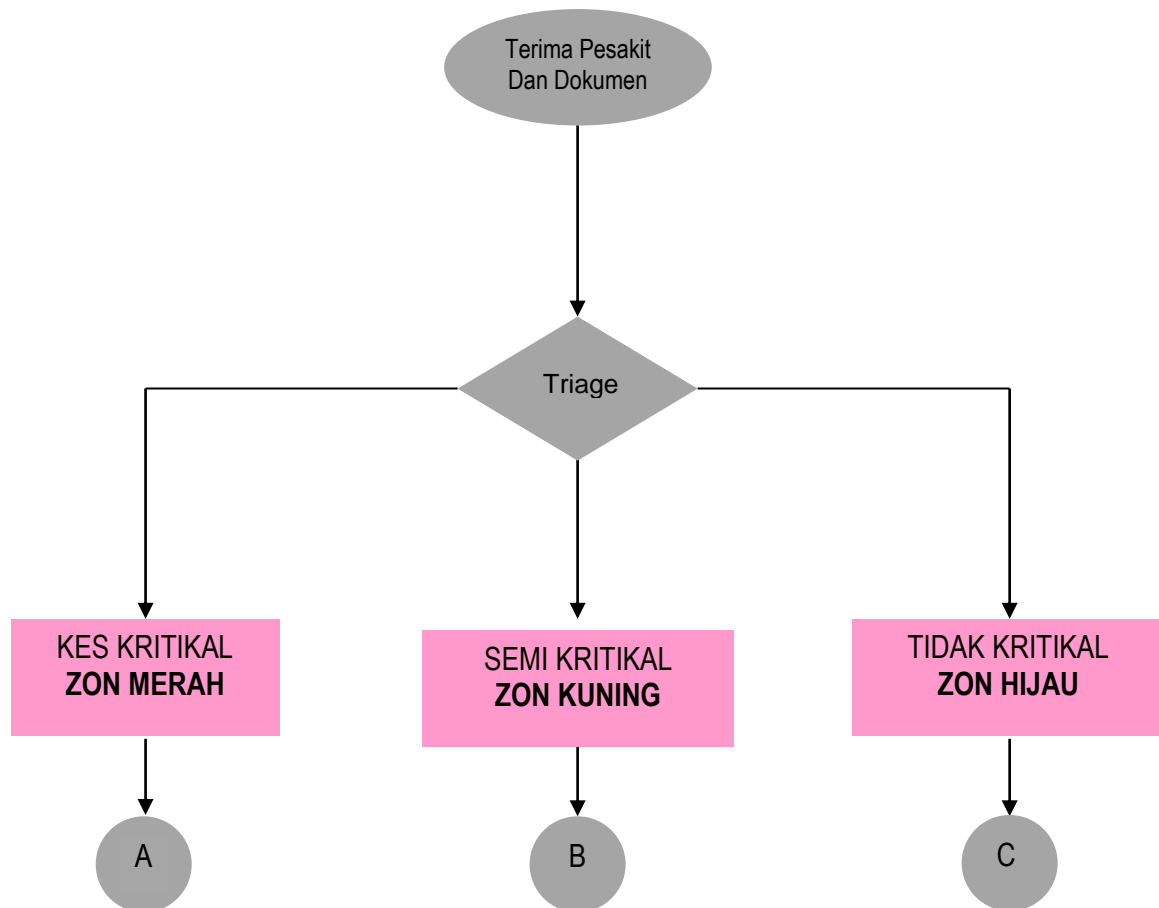 Terima Pesakit
Dan Dokumen
Triage
KES KRITIKAL
ZON MERAH
SEMI KRITIKAL
ZON KUNING
TIDAK KRITIKAL
ZON HIJAU
A
B
C